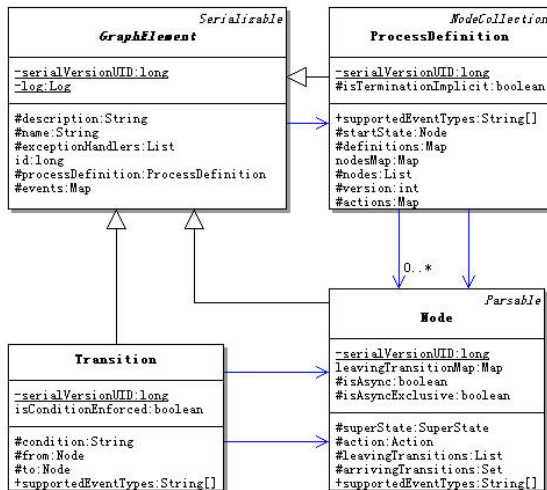 Serializable
GraphElement
-serialVersionUID:long
-log:Log
#description:String
#name:String
#exceptionHandlers:List
id:long
#processDefinition:ProcessDefinition
#events:Map
NodeCollection
ProcessDefinition
-serialVersionUID:long
#isTerminationImplicit:boolean
+supportedEventTypes:String[]
#startState:Node
#definitions:Map
nodesMap:Map
#nodes:List
#version:int
#actions:Map
0..*
Parsable
Node
-serialVersionUID:long
leavingTransitionMap:Map
#isAsync:boolean
#isAsyncExclusive:boolean
#superState:SuperState
#action:Action
#leavingTransitions:List
#arrivingTransitions:Set
+supportedEventTypes:String[]
Transition
-serialVersionUID:long
isConditionEnforced:boolean
#condition:String
#from:Node
#to:Node
+supportedEventTypes:String[]